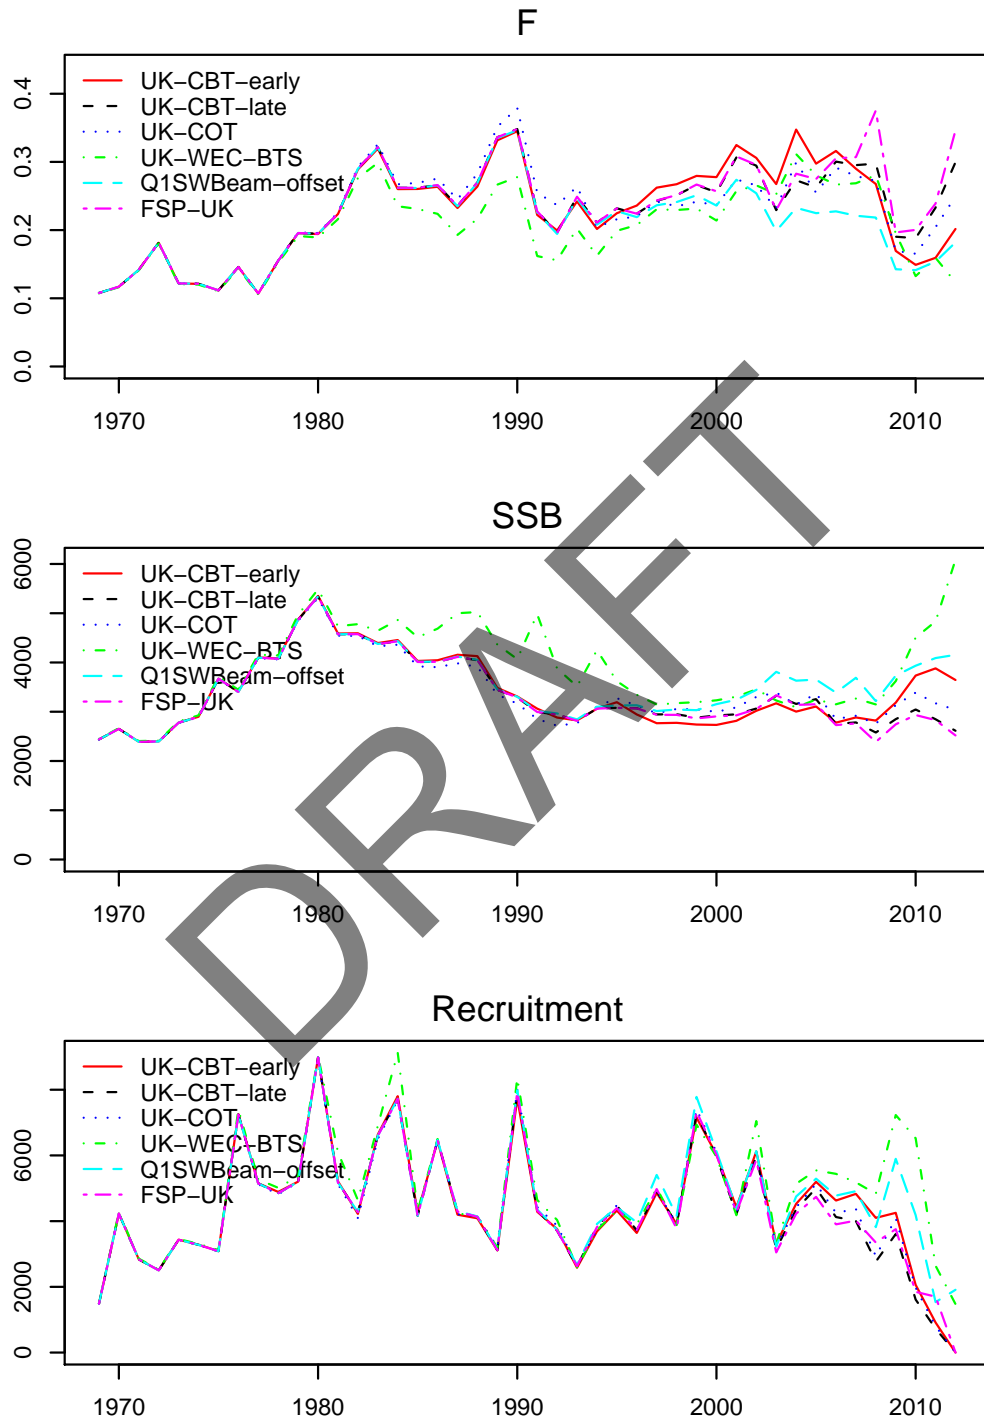 F
0.4
0.3
0.2
0.1
0.0
UK−CBT−early
UK−CBT−late
UK−COT
UK−WEC−BTS
Q1SWBeam−offset
FSP−UK
1970 1980 1990 2000 2010
SSB
6000
4000
2000
0
UK−CBT−early
UK−CBT−late
UK−COT
UK−WEC−BTS
Q1SWBeam−offset
FSP−UK
1970 1980 1990 2000 2010
DRAFT
Recruitment
6000
2000
0
UK−CBT−early
UK−CBT−late
UK−COT
UK−WEC−BTS
Q1SWBeam−offset
FSP−UK
1970 1980 1990 2000 2010